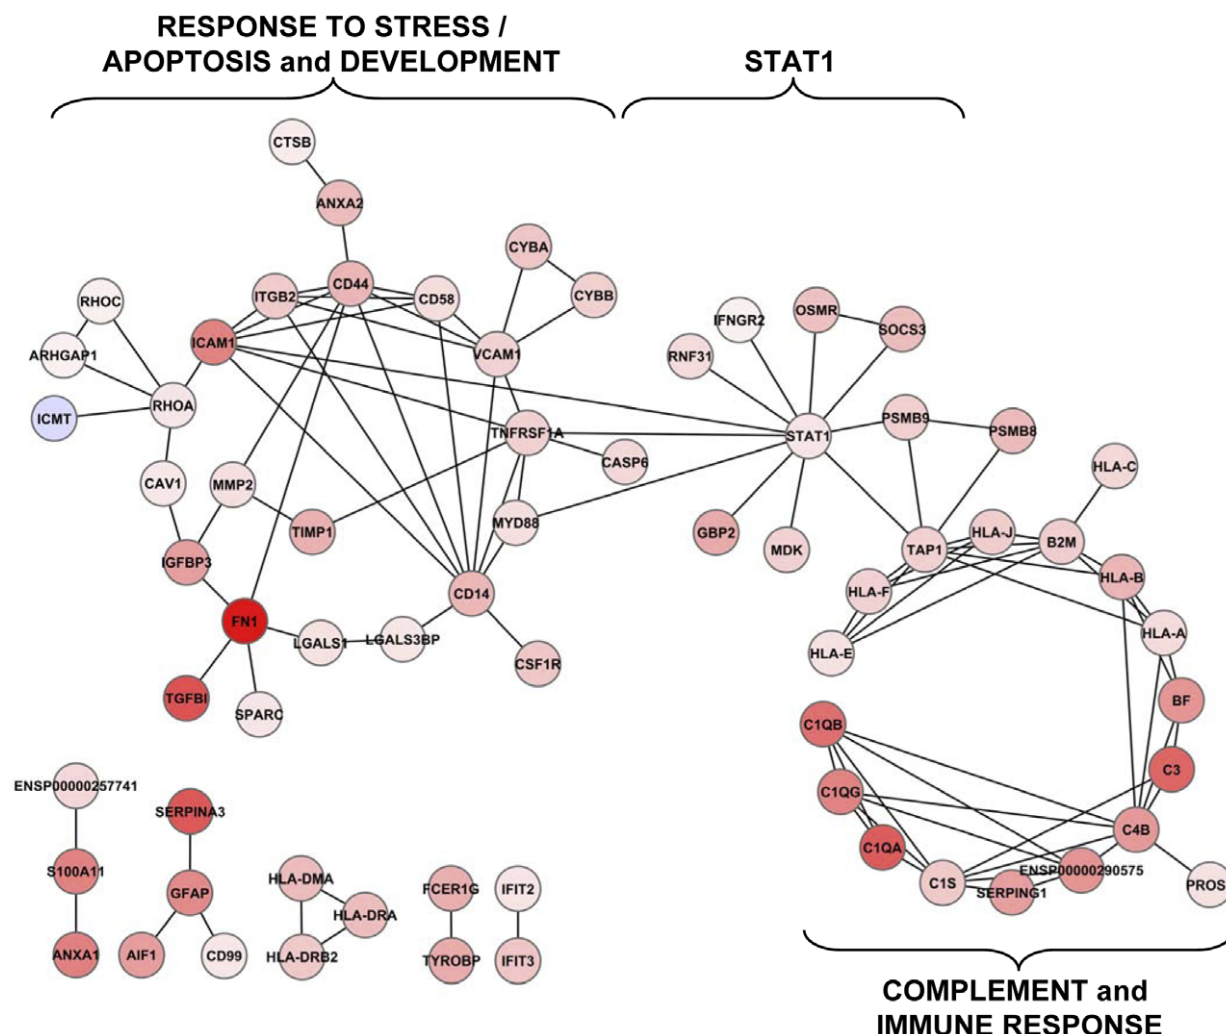 RESPONSE TO STRESS /
APOPTOSIS and DEVELOPMENT
STAT1
CTSB
ANXA2
CYBA
CD44
ITGB2
CD58
CYBB
RHOC
ICAM1
ARHGAP1
VCAM1
RHOA
ICMT
TNFRSF1A
CASP6
CAV1
MMP2
TIMP1
MYD88
IGFBP3
CD14
FN1
LGALS1
LGALS3BP
CSF1R
TGFBI
SPARC
IFNGR2
OSMR
SOCS3
RNF31
STAT1
PSMB9
PSMB8
HLA-C
GBP2
MDK
TAP1
HLA-J
B2M
HLA-B
HLA-F
HLA-A
HLA-E
BF
C1QB
C3
C1QG
C4B
C1QA
ENSP00000290575
C1S
SERPING1
PROS
ENSP00000257741
SERPINA3
S100A11
GFAP
HLA-DMA
FCER1G
IFIT2
HLA-DRA
ANXA1
AIF1
CD99
HLA-DRB2
TYROBP
IFIT3
COMPLEMENT and
IMMUNE RESPONSE